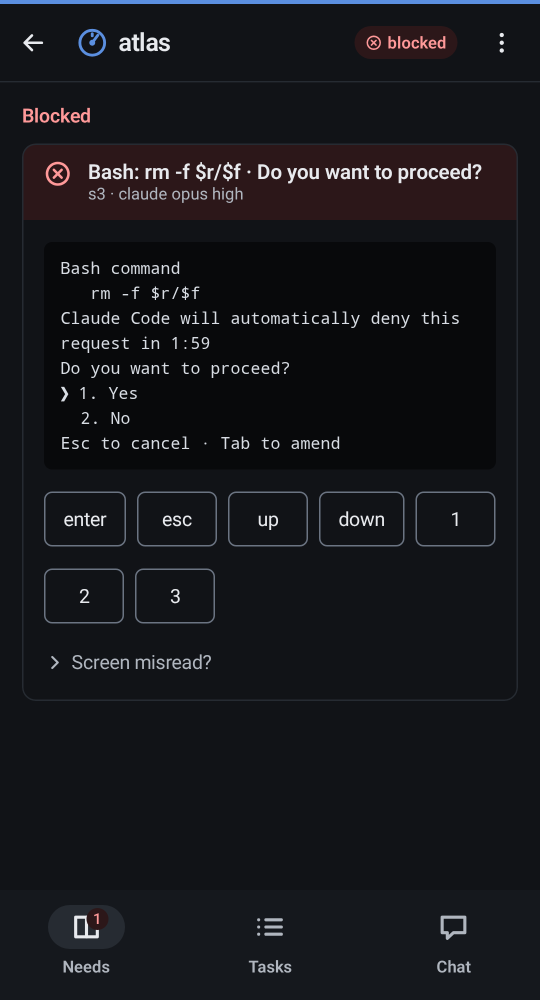 atlas
blocked
Blocked
Bash: rm -f $r/$f · Do you want to proceed?
s3 · claude opus high
Bash command
rm -f $r/$f
Claude Code will automatically deny this
request in 1:59
Do you want to proceed?
❯ 1. Yes
2. No
Esc to cancel · Tab to amend
enter esc up down 1
2 3
Screen misread?
1
Needs Tasks Chat